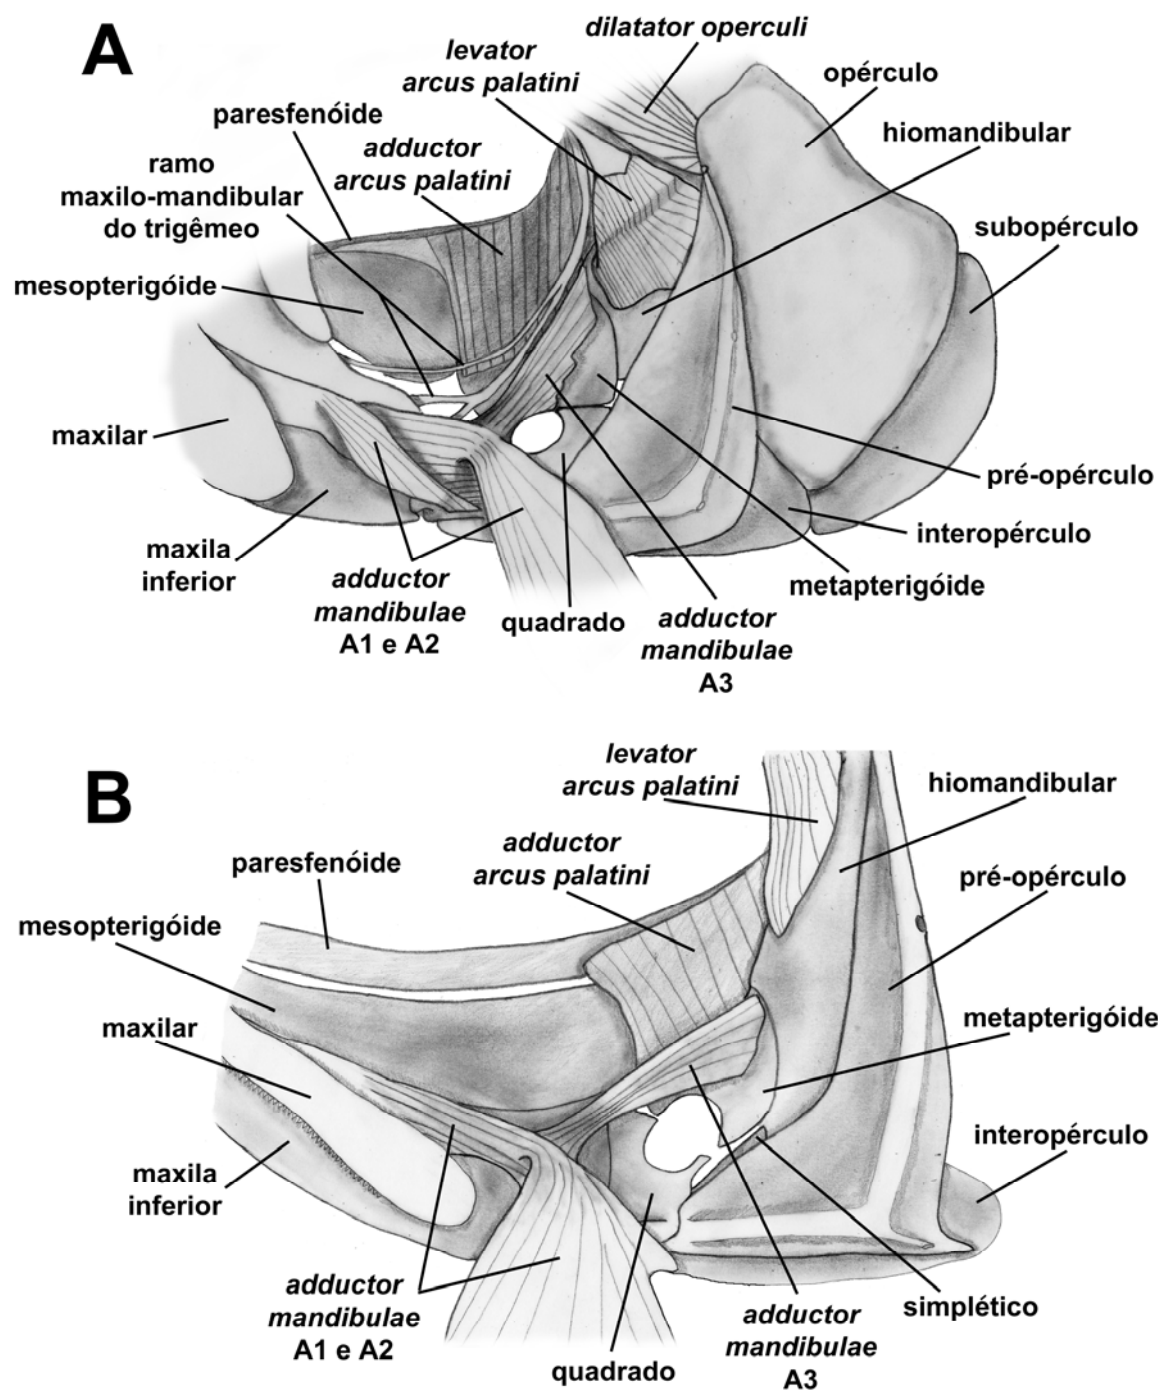 A
dilatator operculi
levator
arcus palatini
opérculo
paresfenóide
hiomandibular
adductor
arcus palatini
ramo
maxilo-mandibular
do trigêmeo
subopérculo
mesopterigóide
maxilar
pré-opérculo
interopérculo
maxila
inferior
metapterigóide
adductor
mandibulae
A1 e A2
quadrado
adductor
mandibulae
A3
B
levator
arcus palatini
hiomandibular
adductor
arcus palatini
paresfenóide
pré-opérculo
mesopterigóide
maxilar
metapterigóide
interopérculo
maxila
inferior
adductor
mandibulae
A1 e A2
simplético
adductor
mandibulae
A3
quadrado